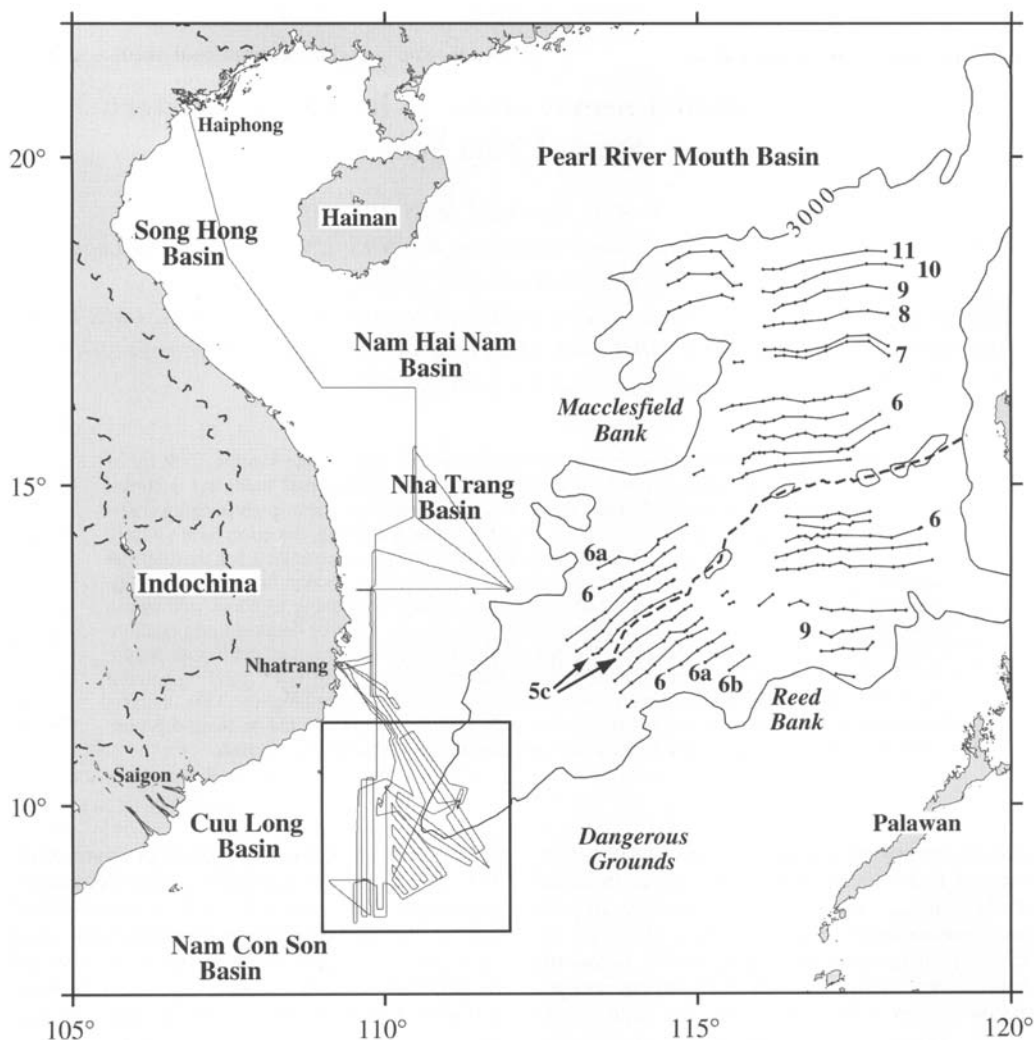 Haiphong
20°
Pearl River Mouth Basin
Hainan
3000
Song Hong
Basin
11
10
9
8
Nam Hai Nam
Basin
7
Macclesfield
Bank
6
15°
Nha Trang
Basin
6a
6
6
Indochina
9
Nhatrang
5c
6
6a
6b
Reed
Bank
Saigon
10°
Cuu Long
Basin
Palawan
Dangerous
Grounds
Nam Con Son
Basin
105°
110°
115°
120°